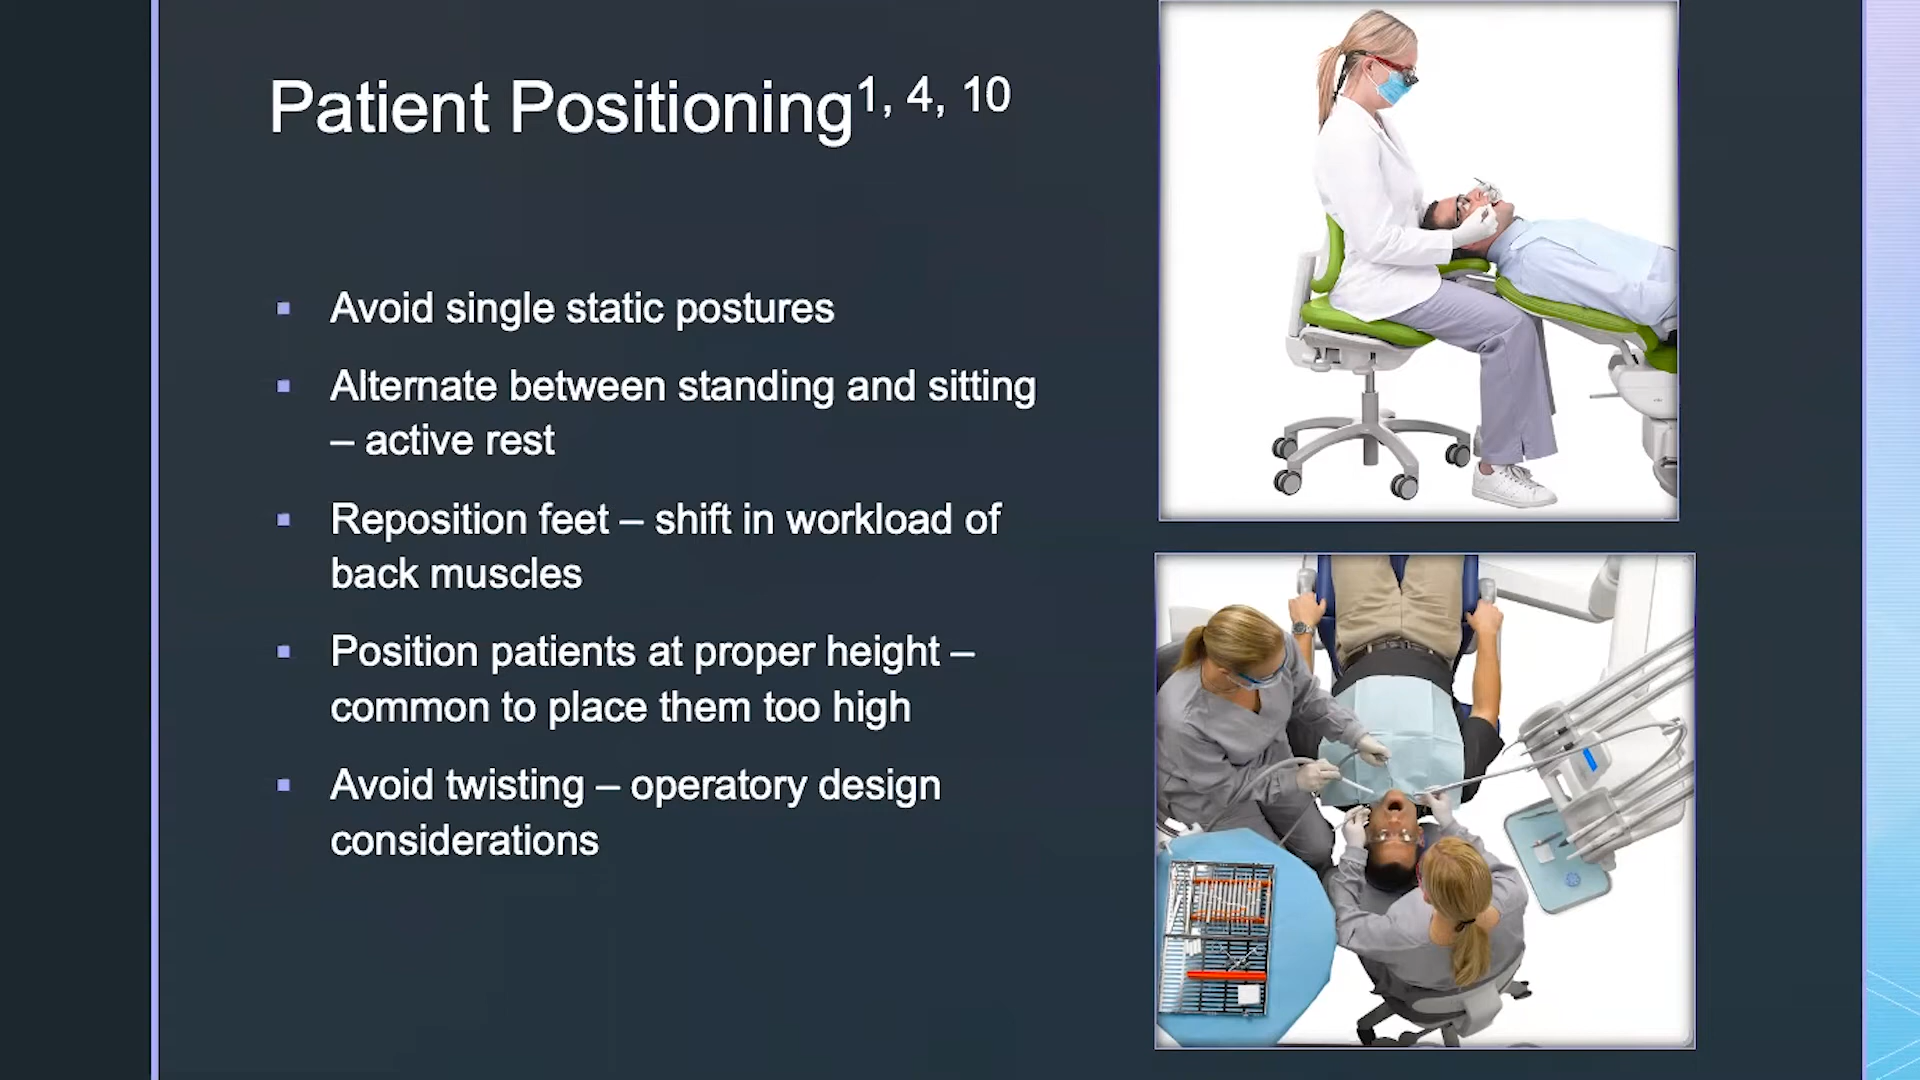 Patient Positioning1, 4, 10
▪ Avoid single static postures
▪ Alternate between standing and sitting
– active rest
▪ Reposition feet – shift in workload of
back muscles
▪ Position patients at proper height –
common to place them too high
▪ Avoid twisting – operatory design
considerations